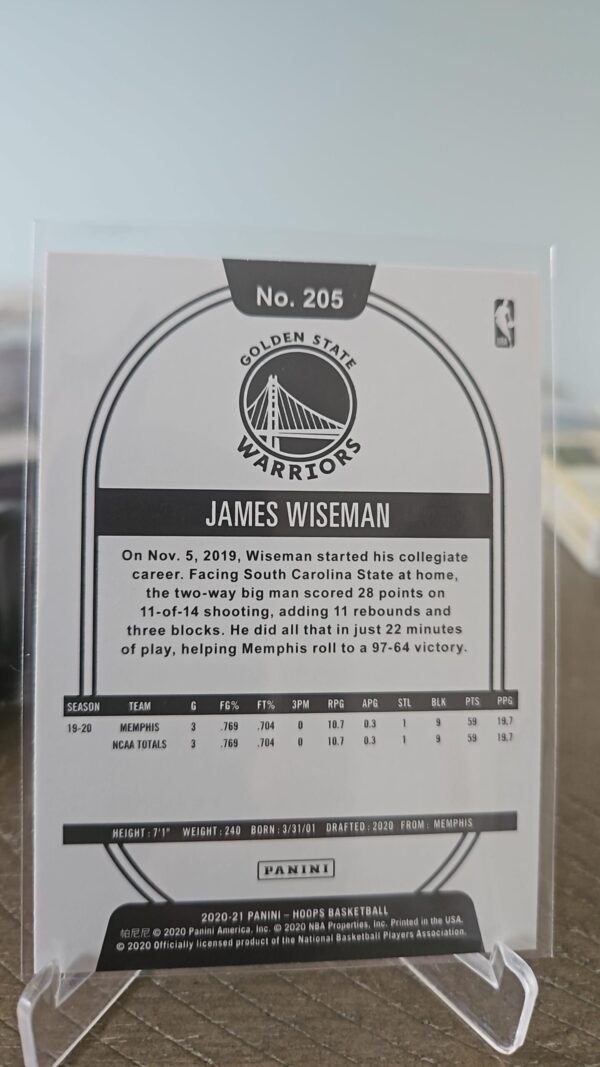 No. 205
GOLDEN STATE
WARRIORS
JAMES WISEMAN
On Nov. 5, 2019, Wiseman started his collegiate
career. Facing South Carolina State at home,
the two-way big man scored 28 points on
11-of-14 shooting, adding 11 rebounds and
three blocks. He did all that in just 22 minutes
of play, helping Memphis roll to a 97-64 victory.
SEASON TEAM G FG% FT% 3PM RPG APG STL BLK PTS PPG
19-20 MEMPHIS 3 .769 .704 0 10.7 0.3 1 9 59 19.7
NCAA TOTALS 3 .769 .704 0 10.7 0.3 1 9 59 19.7
HEIGHT: 7'1" WEIGHT: 240 BORN: 3/31/01 DRAFTED: 2020 FROM: MEMPHIS
PANINI
2020-21 PANINI – HOOPS BASKETBALL
帕尼尼 © 2020 Panini America, Inc. © 2020 NBA Properties, Inc. Printed in the USA.
© 2020 Officially licensed product of the National Basketball Players Association.